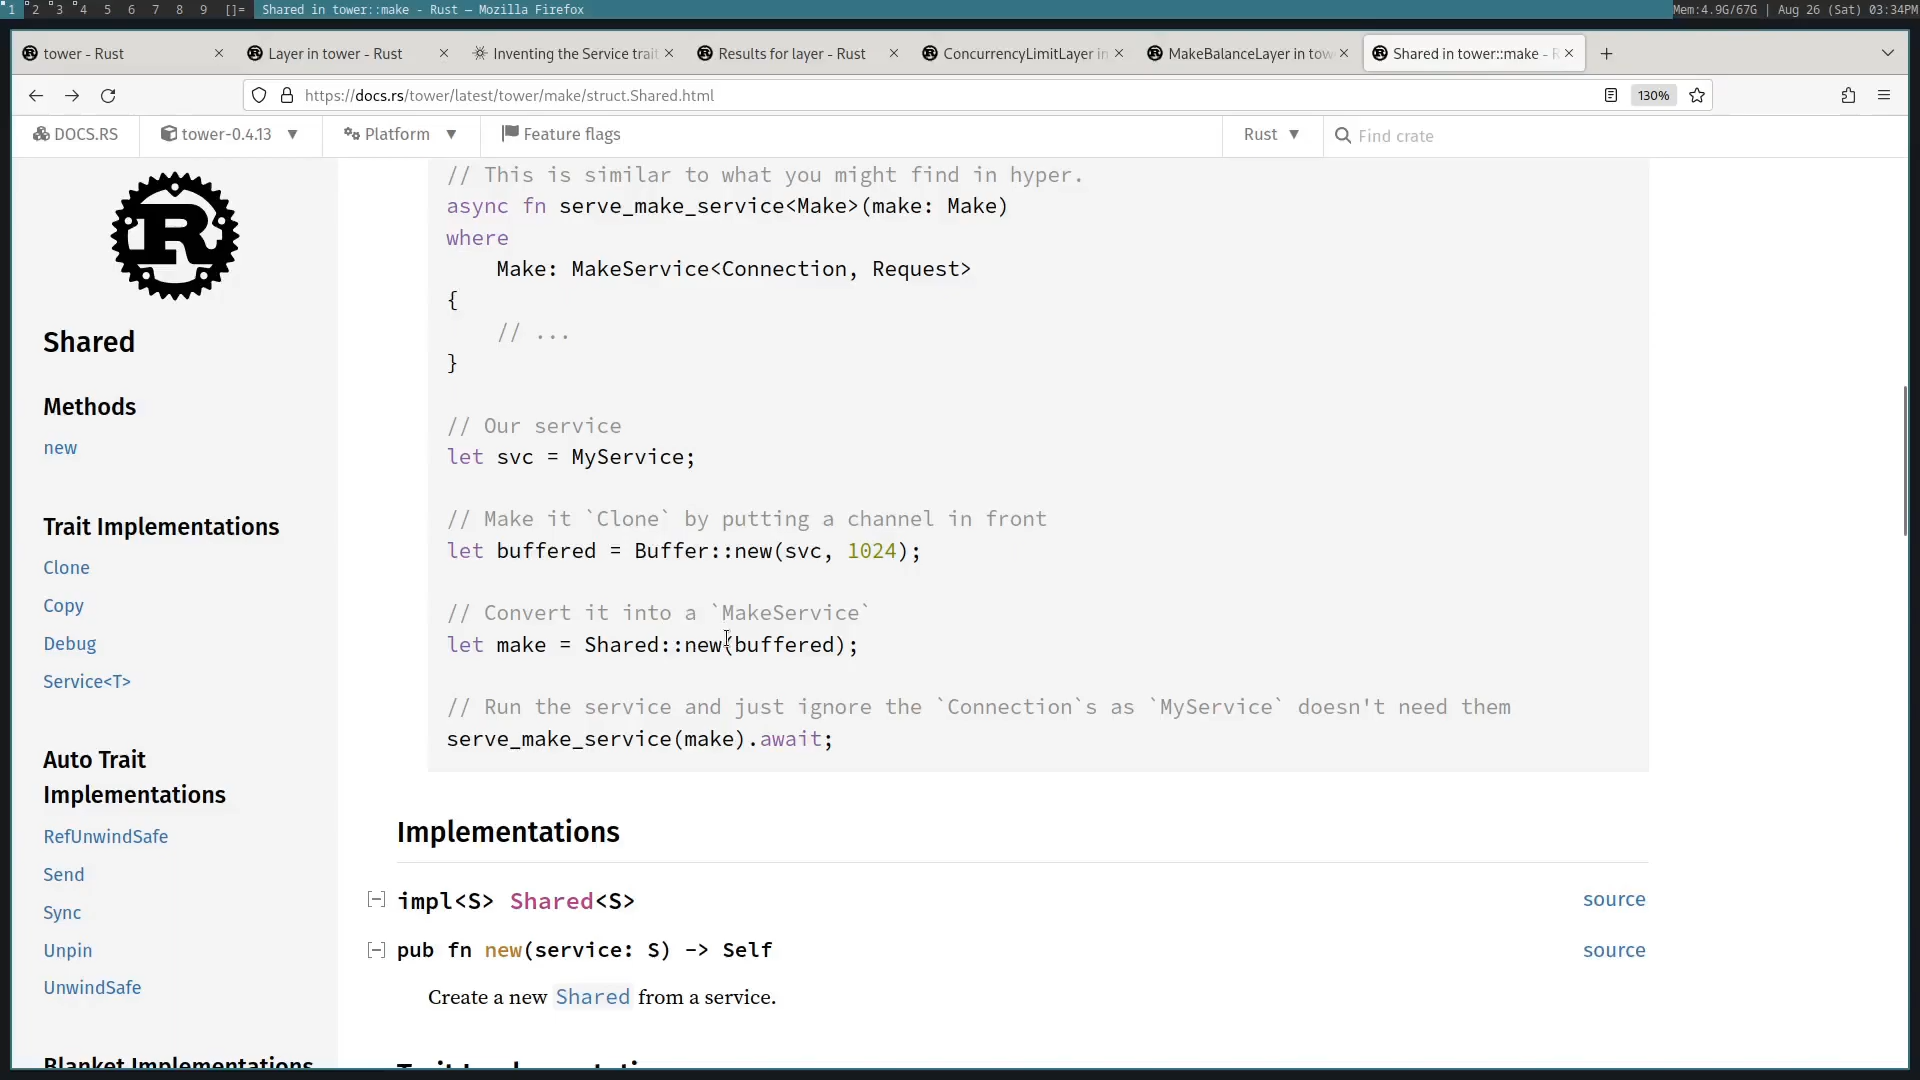 1 2 3 4 5 6 7 8 9 []= Shared in tower::make - Rust — Mozilla Firefox Mem:4.9G/67G | Aug 26 (Sat) 03:34PM
tower - Rust Layer in tower - Rust Inventing the Service trait Results for layer - Rust ConcurrencyLimitLayer in MakeBalanceLayer in tow Shared in tower::make - R
https://docs.rs/tower/latest/tower/make/struct.Shared.html 130%
DOCS.RS tower-0.4.13 Platform Feature flags Rust Find crate
Shared
Methods
new
Trait Implementations
Clone
Copy
Debug
Service<T>
Auto Trait
Implementations
RefUnwindSafe
Send
Sync
Unpin
UnwindSafe
Blanket Implementations
// This is similar to what you might find in hyper.
async fn serve_make_service<Make>(make: Make)
where
    Make: MakeService<Connection, Request>
{
    // ...
}
// Our service
let svc = MyService;
// Make it `Clone` by putting a channel in front
let buffered = Buffer::new(svc, 1024);
// Convert it into a `MakeService`
let make = Shared::new(buffered);
// Run the service and just ignore the `Connection`s as `MyService` doesn't need them
serve_make_service(make).await;
Implementations
[-] impl<S> Shared<S> source
[-] pub fn new(service: S) -> Self source
Create a new Shared from a service.